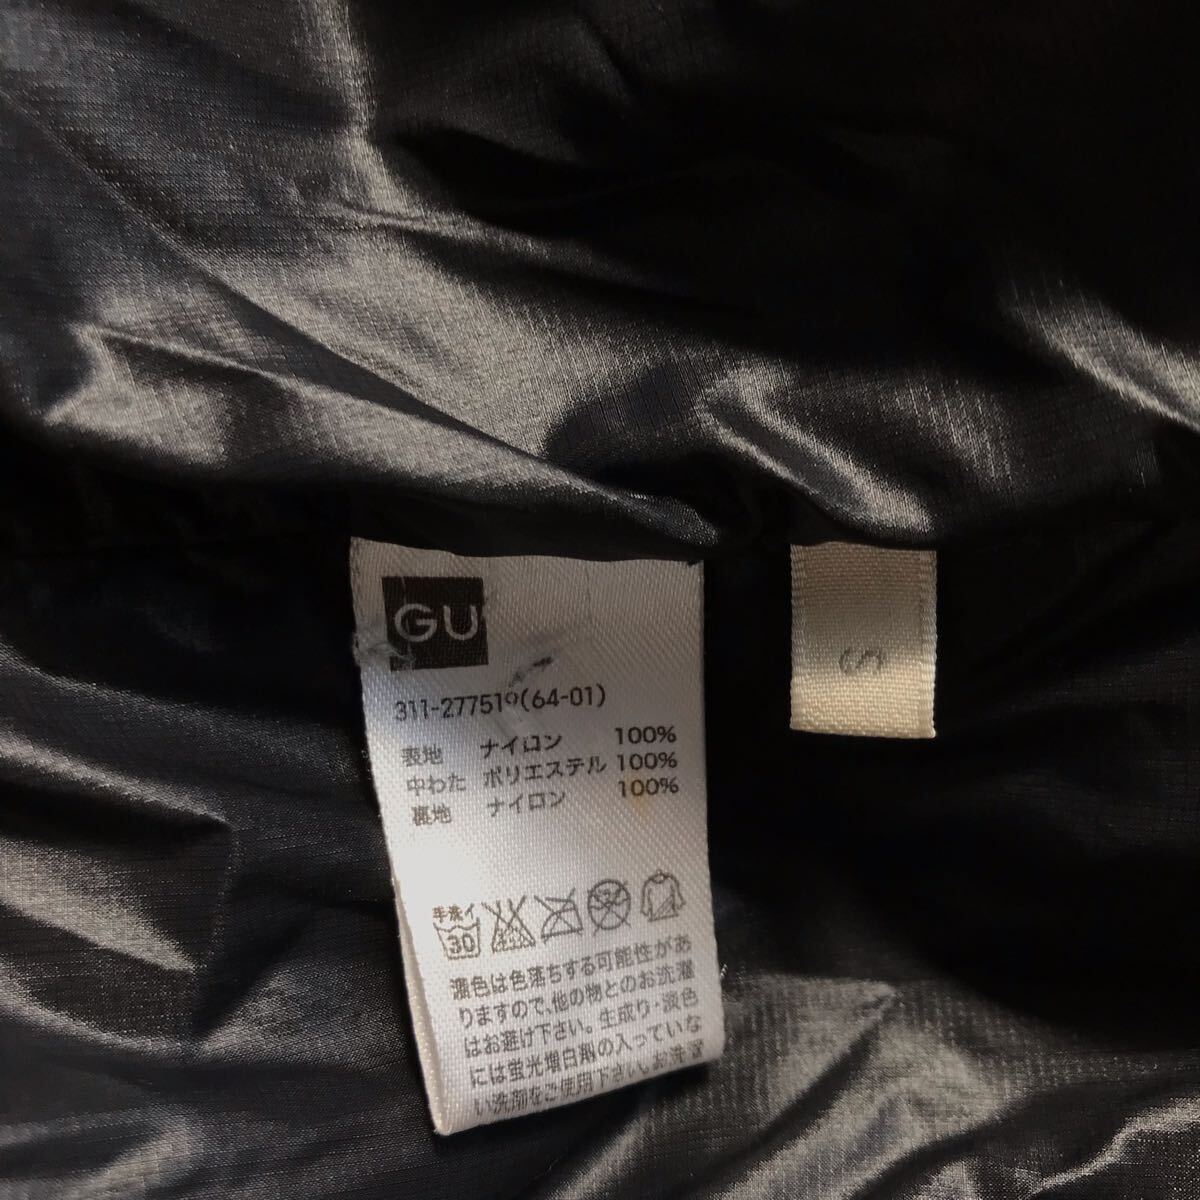 GU
311-277519(64-01)
表地 ナイロン 100%
中わた ポリエステル 100%
裏地 ナイロン 100%
手洗イ
30
濃色は色落ちする可能性があ
りますので、他の物とのお洗濯
はお避け下さい。生成り・淡色
には蛍光増白剤の入っていな
い洗剤をご使用下さい。お洗濯
S